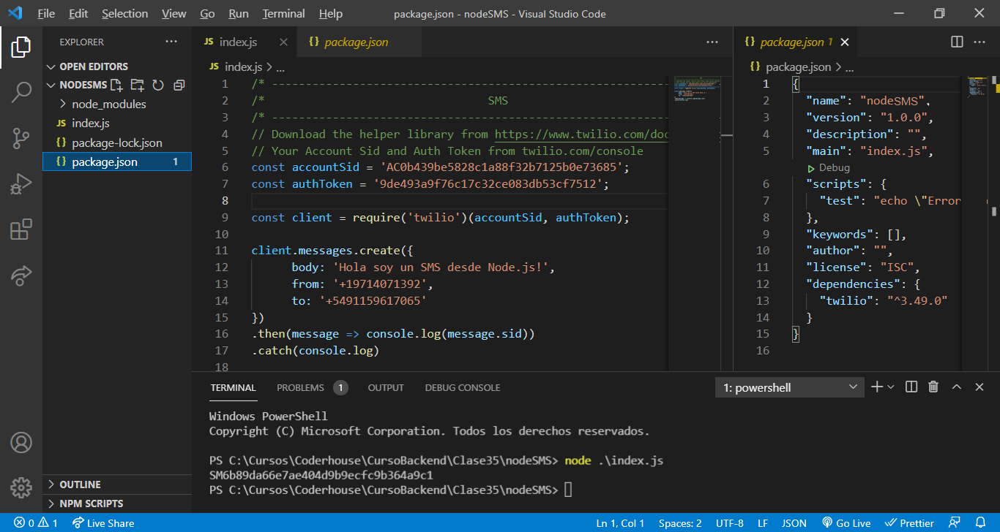 File Edit Selection View Go Run Terminal Help package.json - nodeSMS - Visual Studio Code
EXPLORER
OPEN EDITORS
NODESMS
node_modules
JS index.js
{} package-lock.json
{} package.json 1
OUTLINE
NPM SCRIPTS
JS index.js {} package.json
JS index.js > ...
1 /* -----------------------------------------------------------
2 /* SMS
3 /* -----------------------------------------------------------
4 // Download the helper library from https://www.twilio.com/doc
5 // Your Account Sid and Auth Token from twilio.com/console
6 const accountSid = 'AC0b439be5828c1a88f32b7125b0e73685';
7 const authToken = '9de493a9f76c17c32ce083db53cf7512';
8
9 const client = require('twilio')(accountSid, authToken);
10
11 client.messages.create({
12 body: 'Hola soy un SMS desde Node.js!',
13 from: '+19714071392',
14 to: '+5491159617065'
15 })
16 .then(message => console.log(message.sid))
17 .catch(console.log)
18
{} package.json 1
{} package.json > ...
1 {
2 "name": "nodeSMS",
3 "version": "1.0.0",
4 "description": "",
5 "main": "index.js",
Debug
6 "scripts": {
7 "test": "echo \"Error
8 },
9 "keywords": [],
10 "author": "",
11 "license": "ISC",
12 "dependencies": {
13 "twilio": "^3.49.0"
14 }
15 }
16
TERMINAL PROBLEMS 1 OUTPUT DEBUG CONSOLE 1: powershell
Windows PowerShell
Copyright (C) Microsoft Corporation. Todos los derechos reservados.
PS C:\Cursos\Coderhouse\CursoBackend\Clase35\nodeSMS> node .\index.js
SM6b89da66e7ae404d9b9ecfc9b364a9c1
PS C:\Cursos\Coderhouse\CursoBackend\Clase35\nodeSMS>
0 1 Live Share Ln 1, Col 1 Spaces: 2 UTF-8 LF JSON Go Live Prettier